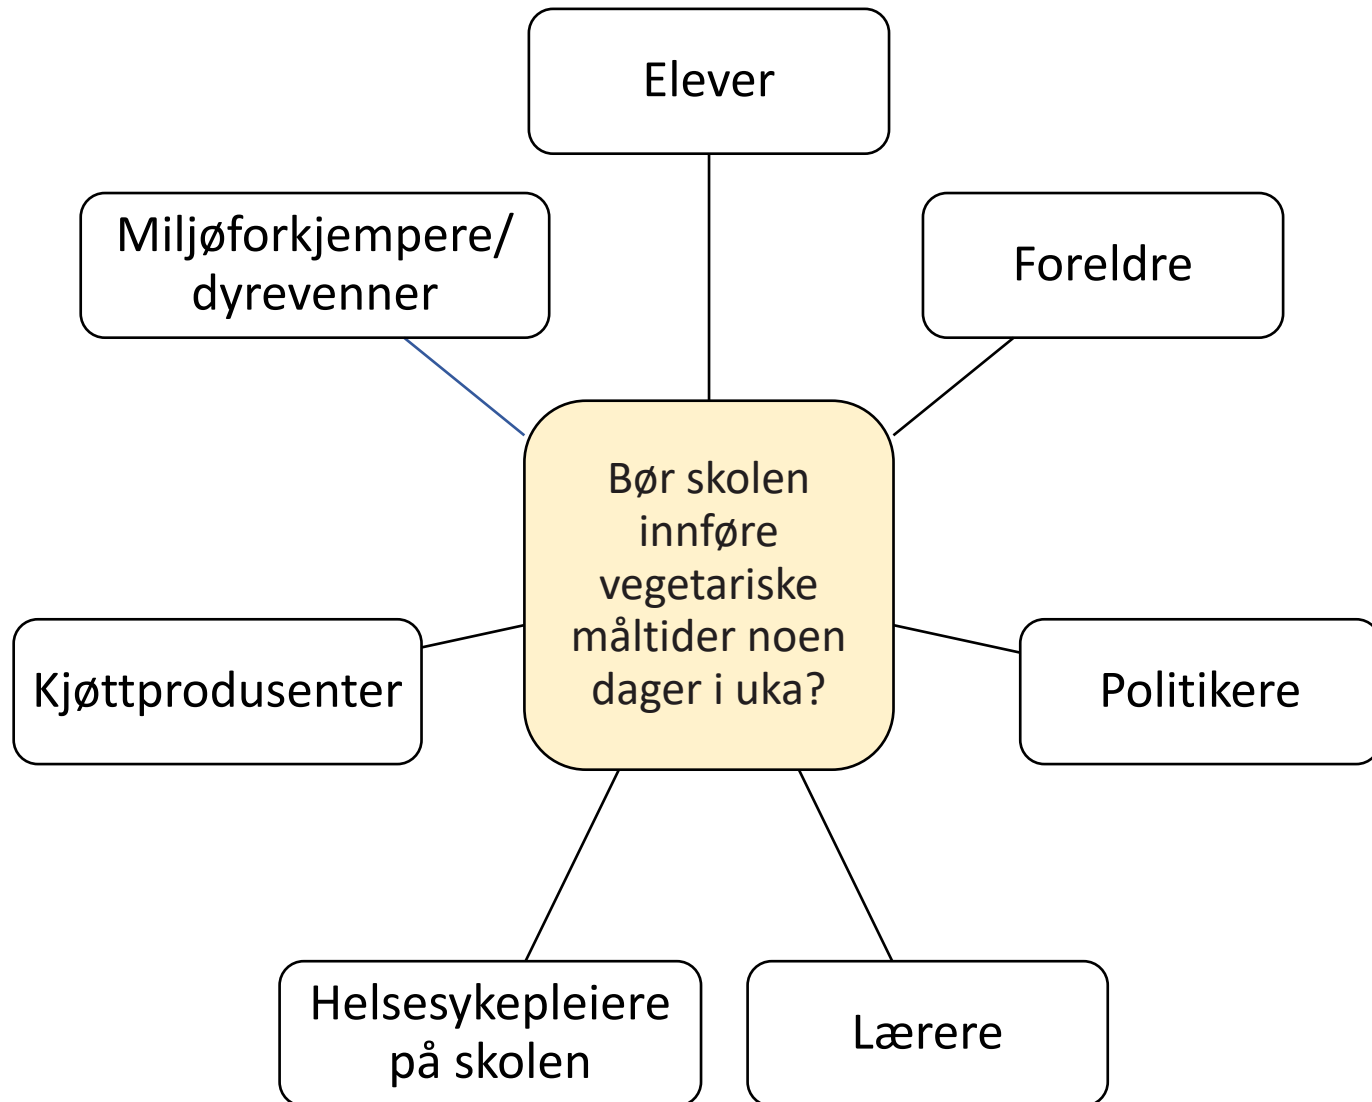 Elever
Miljøforkjempere/
dyrevenner
Foreldre
Bør skolen
innføre
vegetariske
måltider noen
dager i uka?
Kjøttprodusenter
Politikere
Helsesykepleiere
på skolen
Lærere